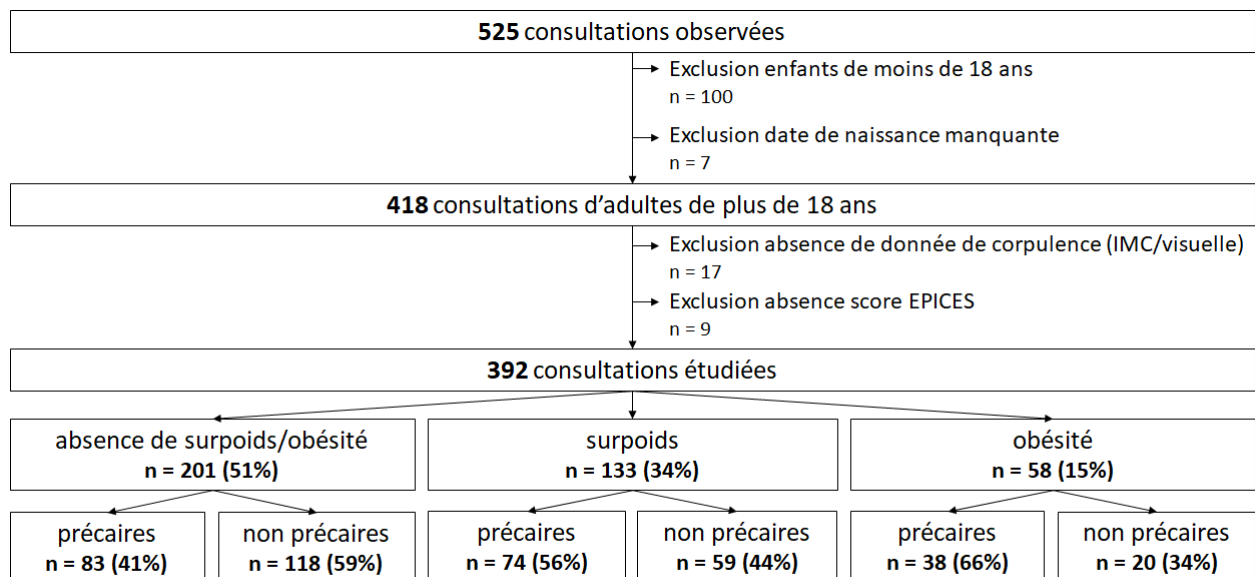 525 consultations observées
Exclusion enfants de moins de 18 ans
n = 100
Exclusion date de naissance manquante
n = 7
418 consultations d’adultes de plus de 18 ans
Exclusion absence de donnée de corpulence (IMC/visuelle)
n = 17
Exclusion absence score EPICES
n = 9
392 consultations étudiées
absence de surpoids/obésité
n = 201 (51%)
surpoids
n = 133 (34%)
obésité
n = 58 (15%)
précaires
n = 83 (41%)
non précaires
n = 118 (59%)
précaires
n = 74 (56%)
non précaires
n = 59 (44%)
précaires
n = 38 (66%)
non précaires
n = 20 (34%)